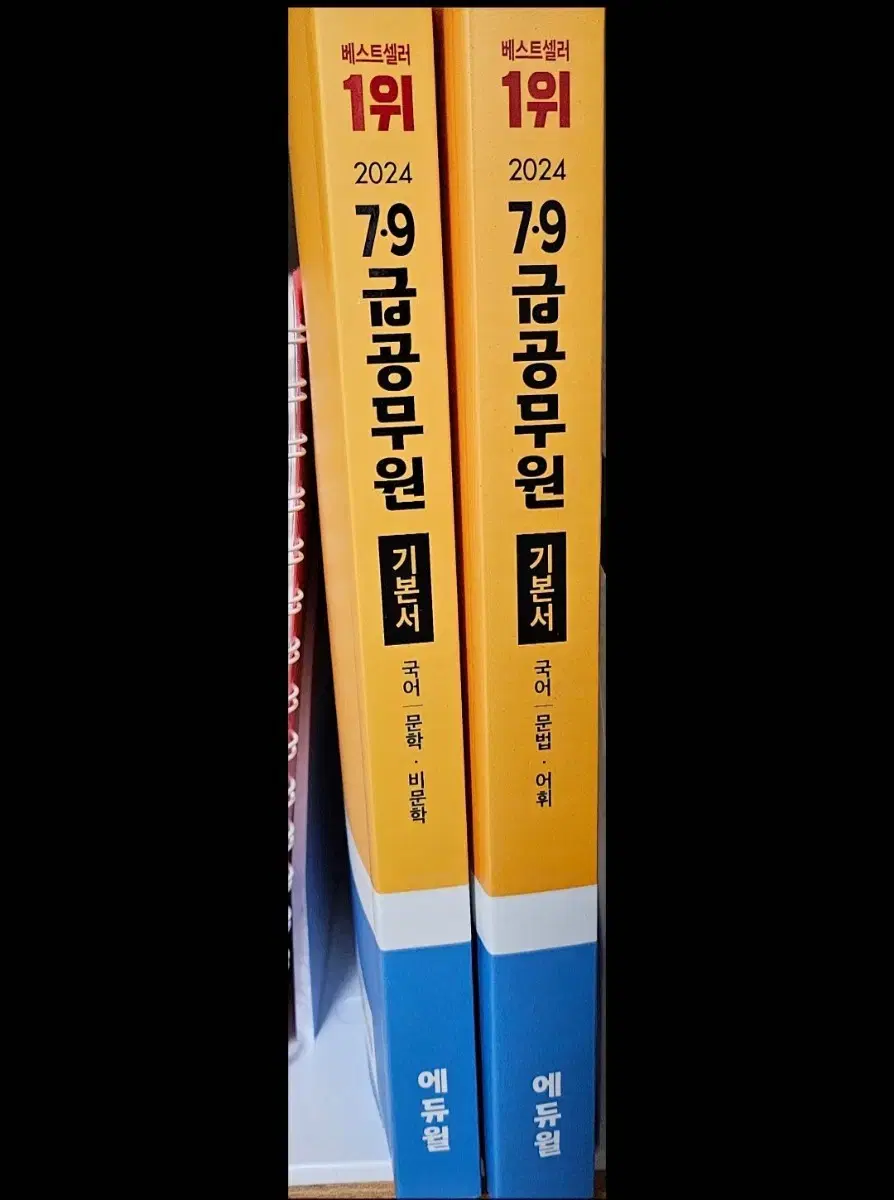 베스트셀러
1위
2024
7·9
급공무원
기본서
국어 | 문학 · 비문학
에듀윌
베스트셀러
1위
2024
7·9
급공무원
기본서
국어 | 문법 · 어휘
에듀윌